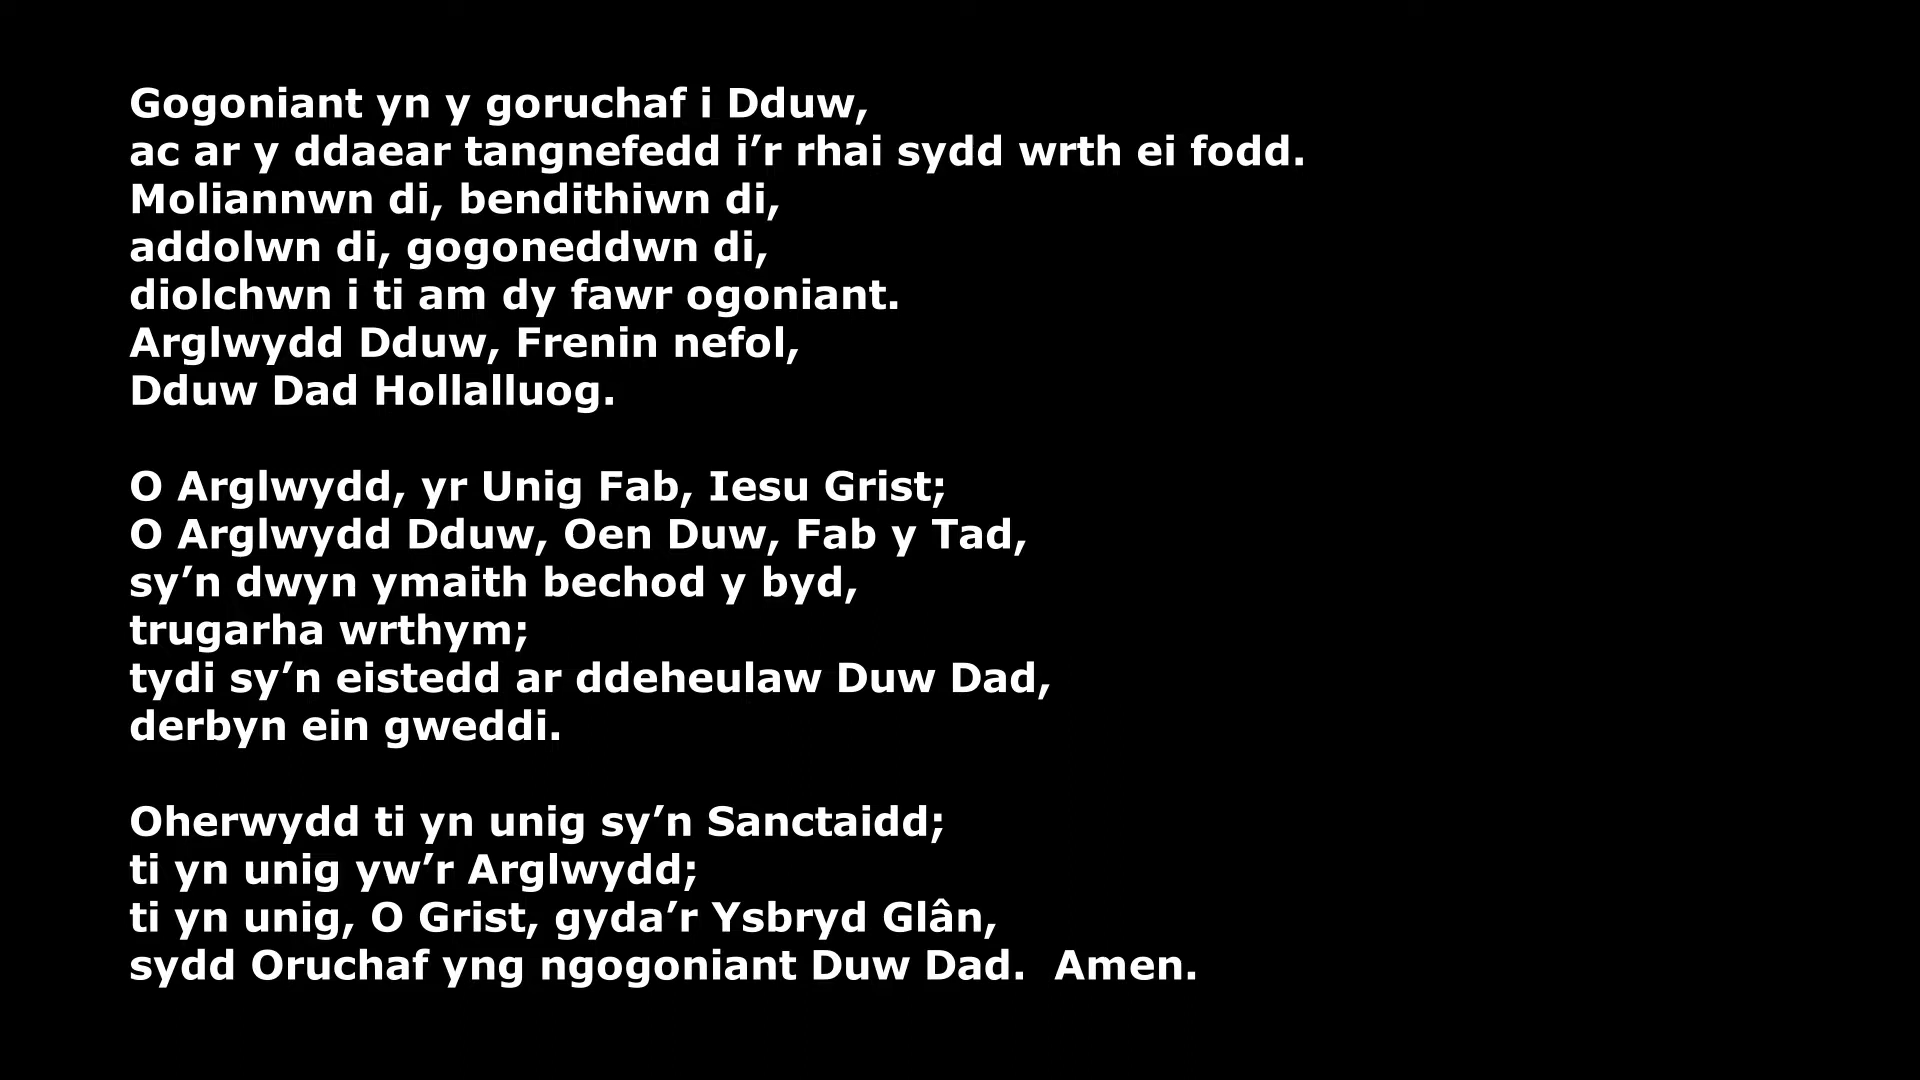 Gogoniant yn y goruchaf i Dduw,
ac ar y ddaear tangnefedd i’r rhai sydd wrth ei fodd.
Moliannwn di, bendithiwn di,
addolwn di, gogoneddwn di,
diolchwn i ti am dy fawr ogoniant.
Arglwydd Dduw, Frenin nefol,
Dduw Dad Hollalluog.

O Arglwydd, yr Unig Fab, Iesu Grist;
O Arglwydd Dduw, Oen Duw, Fab y Tad,
sy’n dwyn ymaith bechod y byd,
trugarha wrthym;
tydi sy’n eistedd ar ddeheulaw Duw Dad,
derbyn ein gweddi.

Oherwydd ti yn unig sy’n Sanctaidd;
ti yn unig yw’r Arglwydd;
ti yn unig, O Grist, gyda’r Ysbryd Glân,
sydd Oruchaf yng ngogoniant Duw Dad.  Amen.